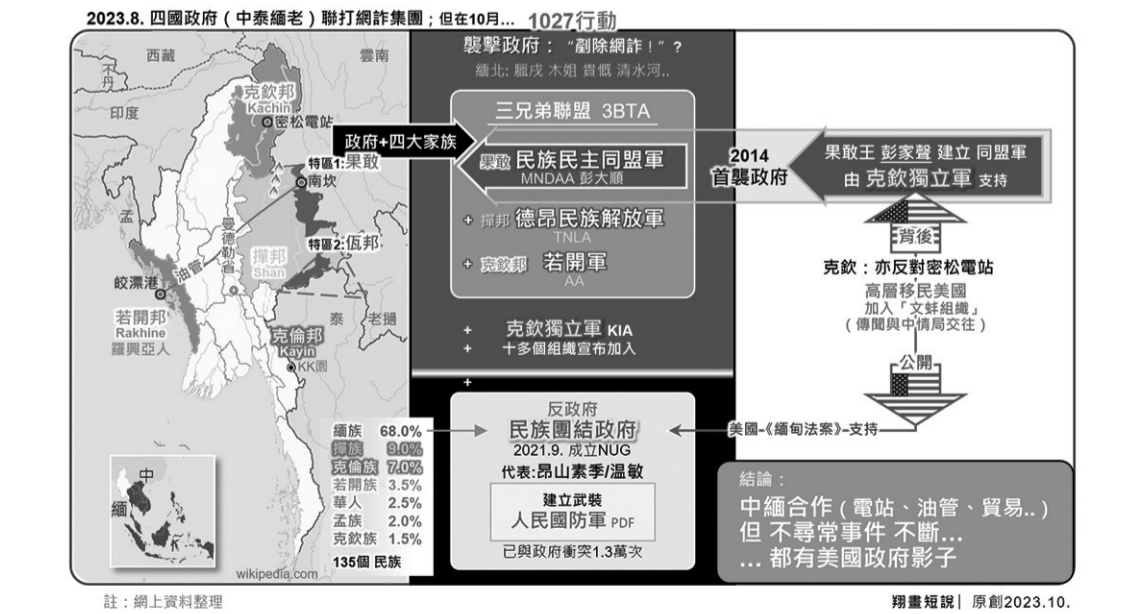 2023.8. 四國政府（中泰緬老）聯打網詐集團；但在10月... 1027行動
西藏
雲南
不丹
印度
克欽邦
Kachin
密松電站
特區1:果敢
南坎
孟
曼德勒省
特區2:佤邦
撣邦
Shan
油管
皎漂港
若開邦
Rakhine
羅興亞人
泰
老撾
克倫邦
Kayin
KK園
緬族 68.0%
撣族 9.0%
克倫族 7.0%
若開族 3.5%
華人 2.5%
孟族 2.0%
克欽族 1.5%
135個 民族
中
緬
wikipedia.com
襲擊政府：“剷除網詐！”？
緬北: 臘戌 木姐 貴慨 清水河..
三兄弟聯盟 3BTA
政府+四大家族
果敢 民族民主同盟軍
MNDAA 彭大順
+ 撣邦 德昂民族解放軍
TNLA
+ 克欽邦 若開軍
AA
+ 克欽獨立軍 KIA
+ 十多個組織宣布加入
+
反政府
民族團結政府
2021.9. 成立NUG
代表:昂山素季/温敏
建立武裝
人民國防軍 PDF
已與政府衝突1.3萬次
2014
首襲政府
果敢王 彭家聲 建立 同盟軍
由 克欽獨立軍 支持
背後
克欽：亦反對密松電站
高層移民美國
加入「文蚌組織」
（傳聞與中情局交往）
公開
美國-《緬甸法案》-支持
結論：
中緬合作（電站、油管、貿易..）
但 不尋常事件 不斷...
... 都有美國政府影子
註：網上資料整理
翔畫短說| 原創2023.10.